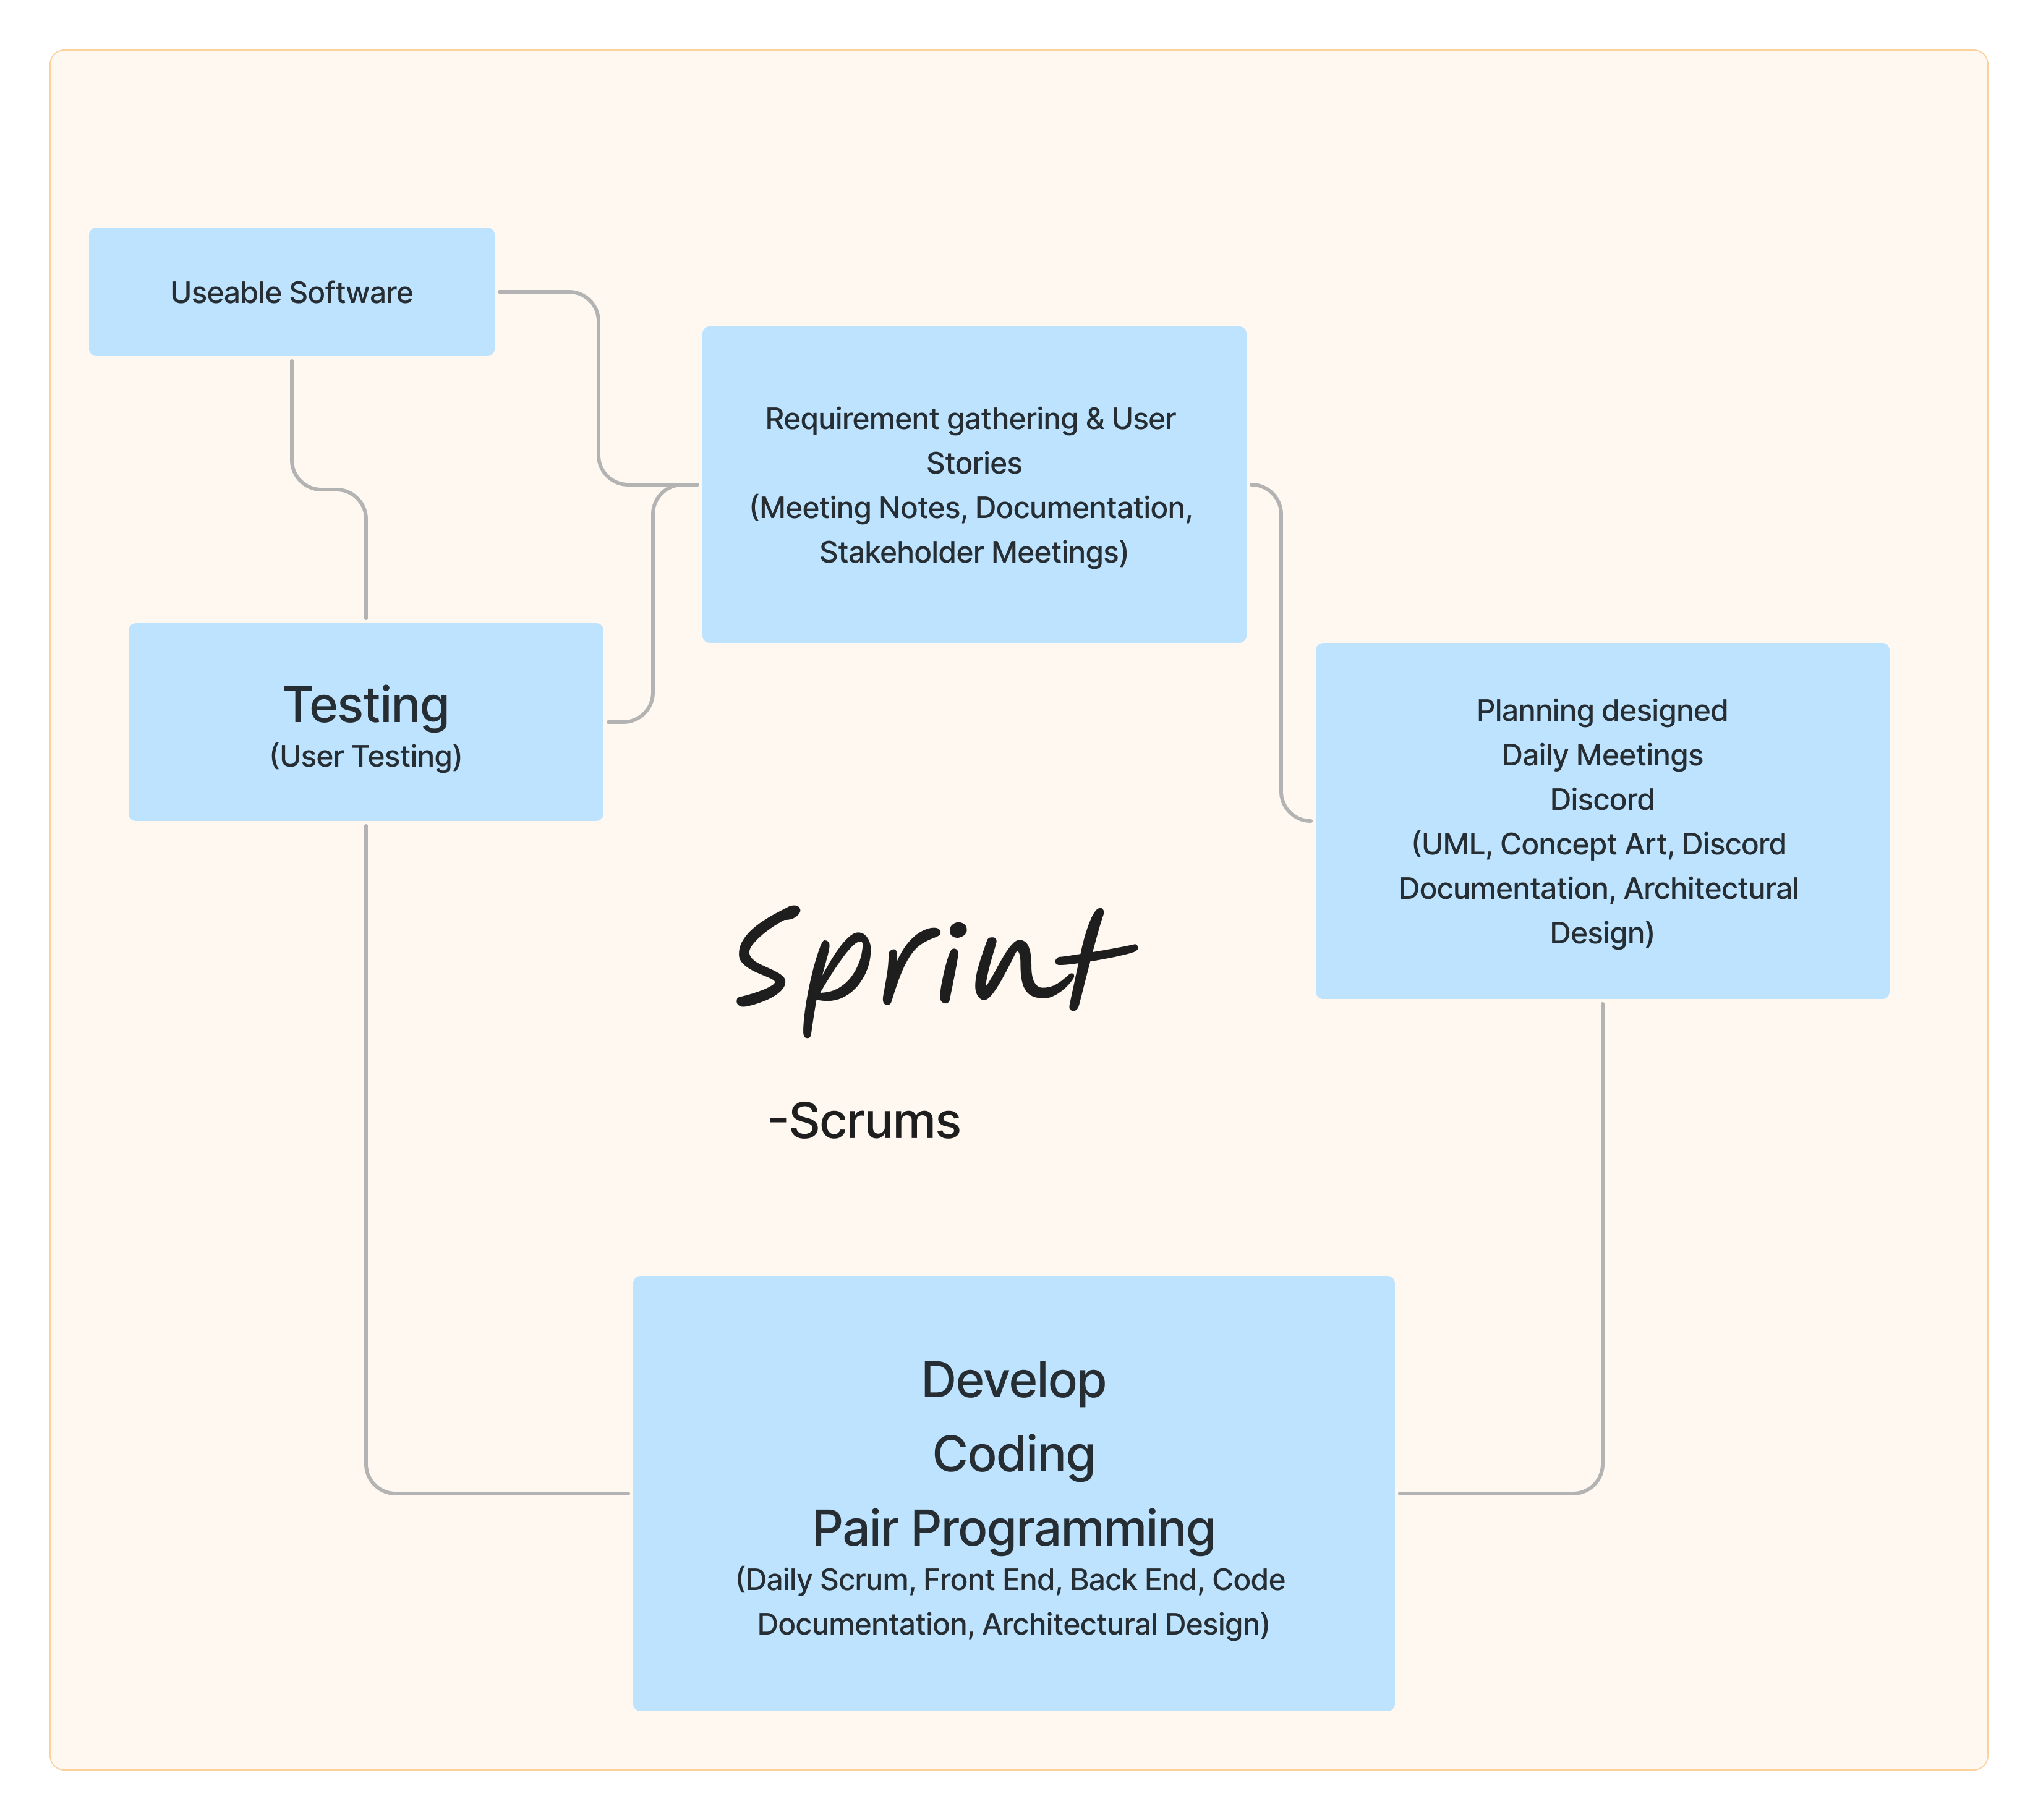 Useable Software
Requirement gathering & User
Stories
(Meeting Notes, Documentation,
Stakeholder Meetings)
Testing
(User Testing)
Planning designed
Daily Meetings
Discord
(UML, Concept Art, Discord
Documentation, Architectural
Design)
Sprint
-Scrums
Develop
Coding
Pair Programming
(Daily Scrum, Front End, Back End, Code
Documentation, Architectural Design)